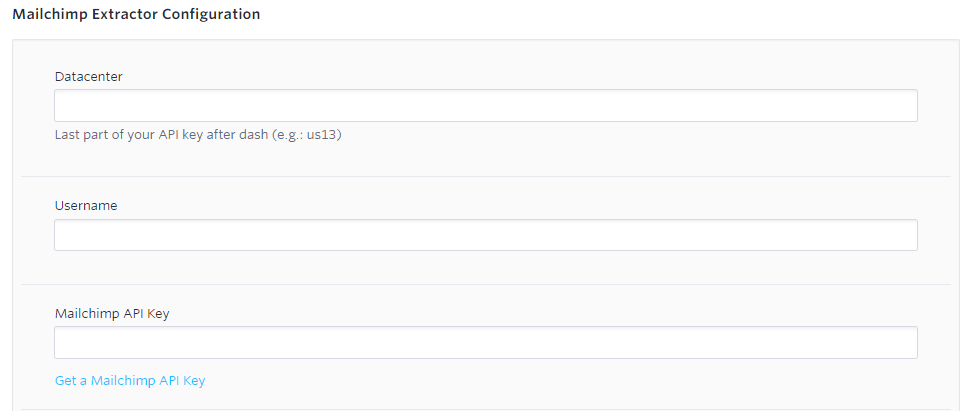 Mailchimp Extractor Configuration
Datacenter
Last part of your API key after dash (e.g.: us13)
Username
Mailchimp API Key
Get a Mailchimp API Key